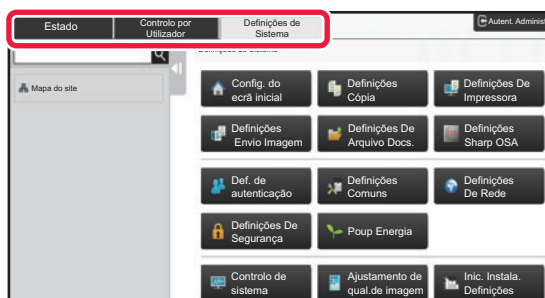 Estado
Controlo por
Utilizador
Definições de
Sistema
Autent. Administ
Mapa do site
Config. do
ecrã inicial
Definições
Cópia
Definições De
Impressora
Definições
Envio Imagem
Definições De
Arquivo Docs.
Definições
Sharp OSA
Def. de
autenticação
Definições
Comuns
Definições
De Rede
Definições De
Segurança
Poup Energia
Controlo de
sistema
Ajustamento de
qual.de imagem
Inic. Instala.
Definições